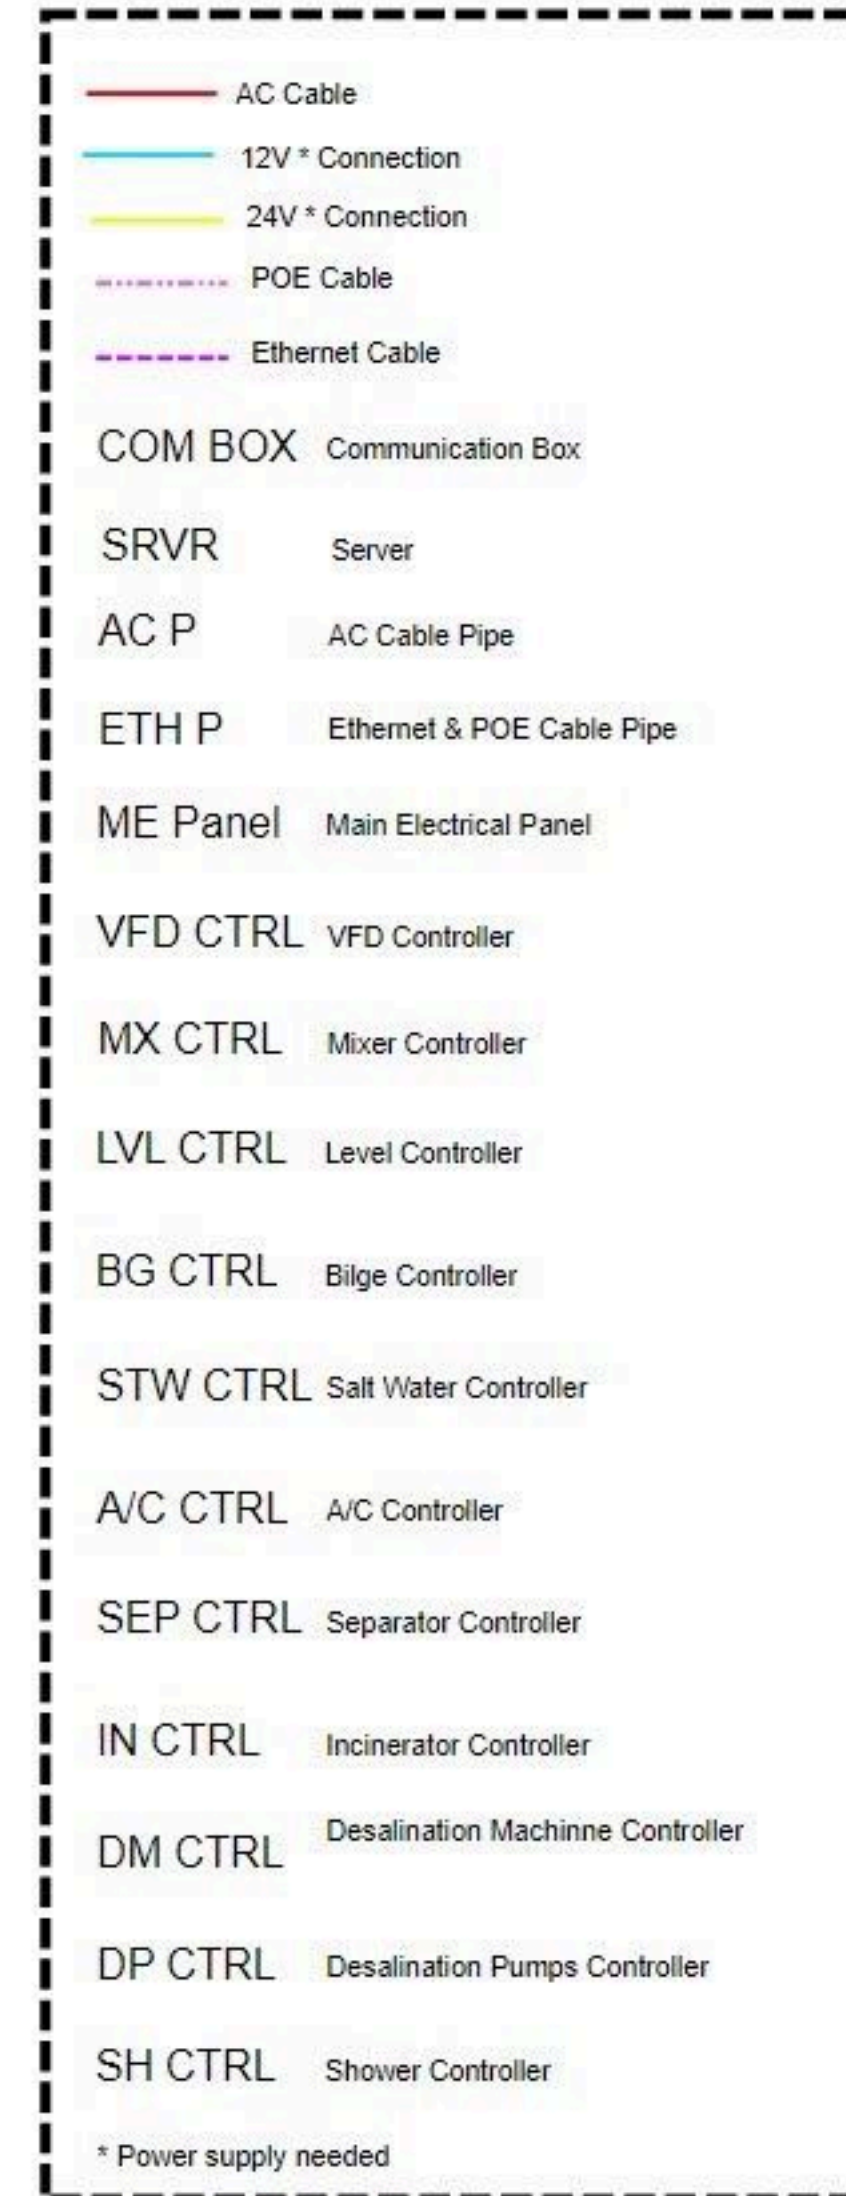 AC Cable
12V * Connection
24V * Connection
POE Cable
Ethernet Cable
COM BOX Communication Box
SRVR Server
AC P AC Cable Pipe
ETH P Ethernet & POE Cable Pipe
ME Panel Main Electrical Panel
VFD CTRL VFD Controller
MX CTRL Mixer Controller
LVL CTRL Level Controller
BG CTRL Bilge Controller
STW CTRL Salt Water Controller
A/C CTRL A/C Controller
SEP CTRL Separator Controller
IN CTRL Incinerator Controller
DM CTRL Desalination Machinne Controller
DP CTRL Desalination Pumps Controller
SH CTRL Shower Controller
* Power supply needed